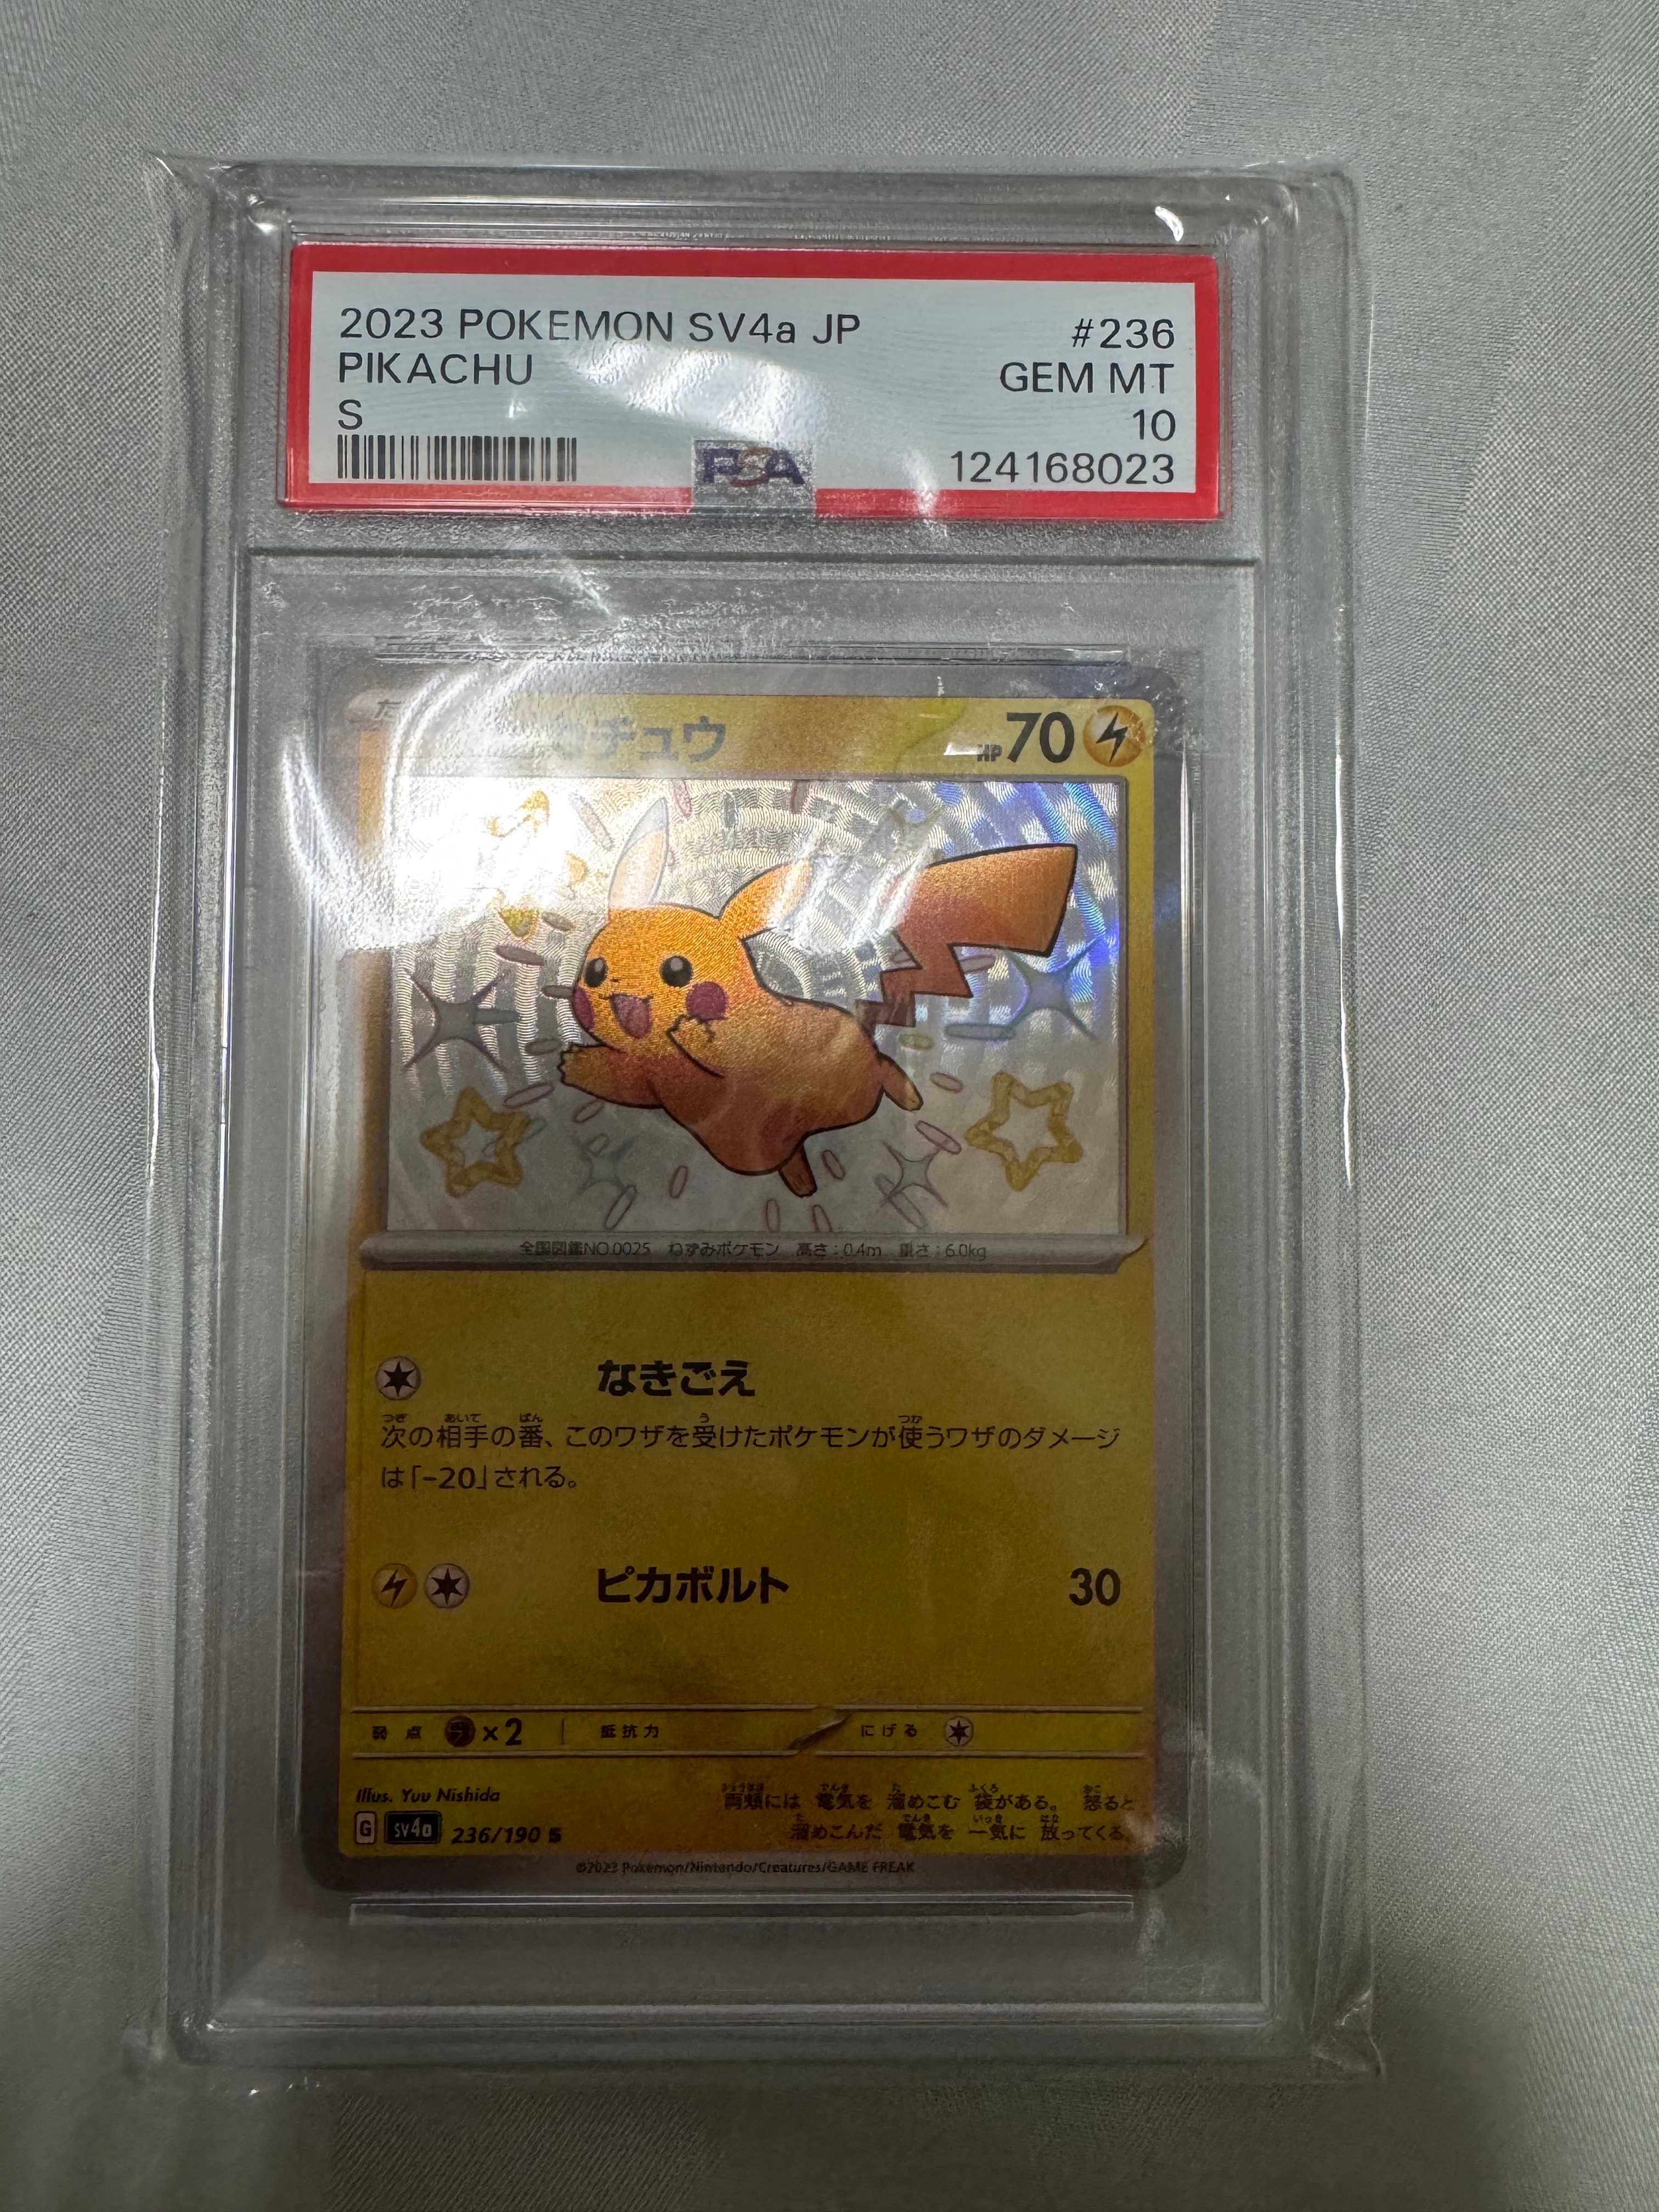 2023 POKEMON SV4a JP #236
PIKACHU GEM MT
S 10
PSA 124168023
た
チュウ HP70
全国図鑑NO.0025 ねずみポケモン 高さ:0.4m 重さ:6.0kg
なきごえ
次の相手の番、このワザを受けたポケモンが使うワザのダメージ
は「-20」される。
ピカボルト 30
弱点 ×2 抵抗力 にげる
Illus. Yuu Nishida
両頬には 電気を 溜めこむ 袋がある。 怒ると
溜めこんだ 電気を 一気に 放ってくる。
G SV4a 236/190 S
©2023 Pokémon/Nintendo/Creatures/GAME FREAK